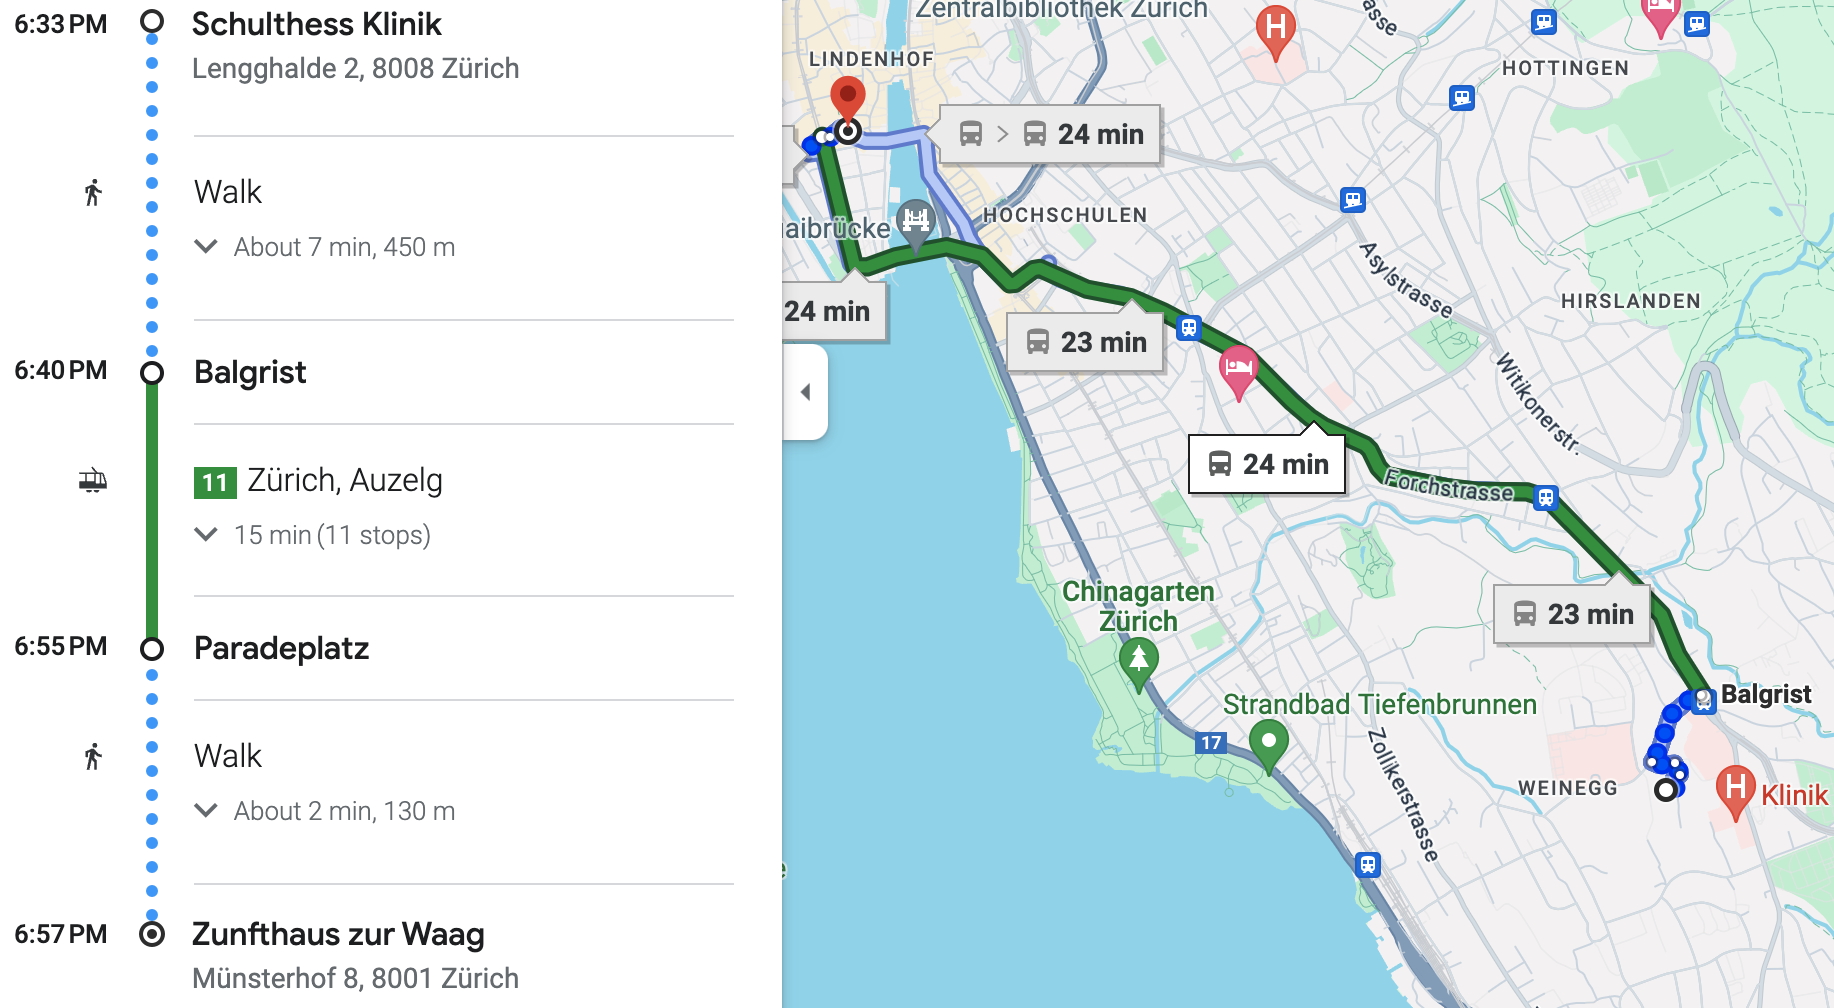 6:33 PM
Schulthess Klinik
Lengghalde 2, 8008 Zürich
Walk
About 7 min, 450 m
6:40 PM
Balgrist
11 Zürich, Auzelg
15 min (11 stops)
6:55 PM
Paradeplatz
Walk
About 2 min, 130 m
6:57 PM
Zunfthaus zur Waag
Münsterhof 8, 8001 Zürich
Zentralbibliothek Zürich
LINDENHOF
H
HOTTINGEN
> 24 min
HOCHSCHULEN
24 min
23 min
Asylstrasse
HIRSLANDEN
Witikonerstr.
24 min
Forchstrasse
23 min
Chinagarten
Zürich
Strandbad Tiefenbrunnen
17
Zollikerstrasse
Balgrist
WEINEGG
H
Klinik